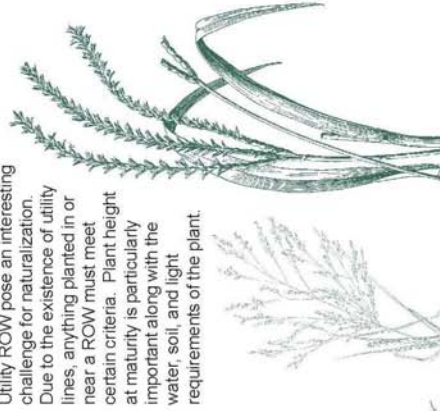 Utility ROW pose an interesting
challenge for naturalization.
Due to the existence of utility
lines, anything planted in or
near a ROW must meet
certain criteria. Plant height
at maturity is particularly
important along with the
water, soil, and light
requirements of the plant.